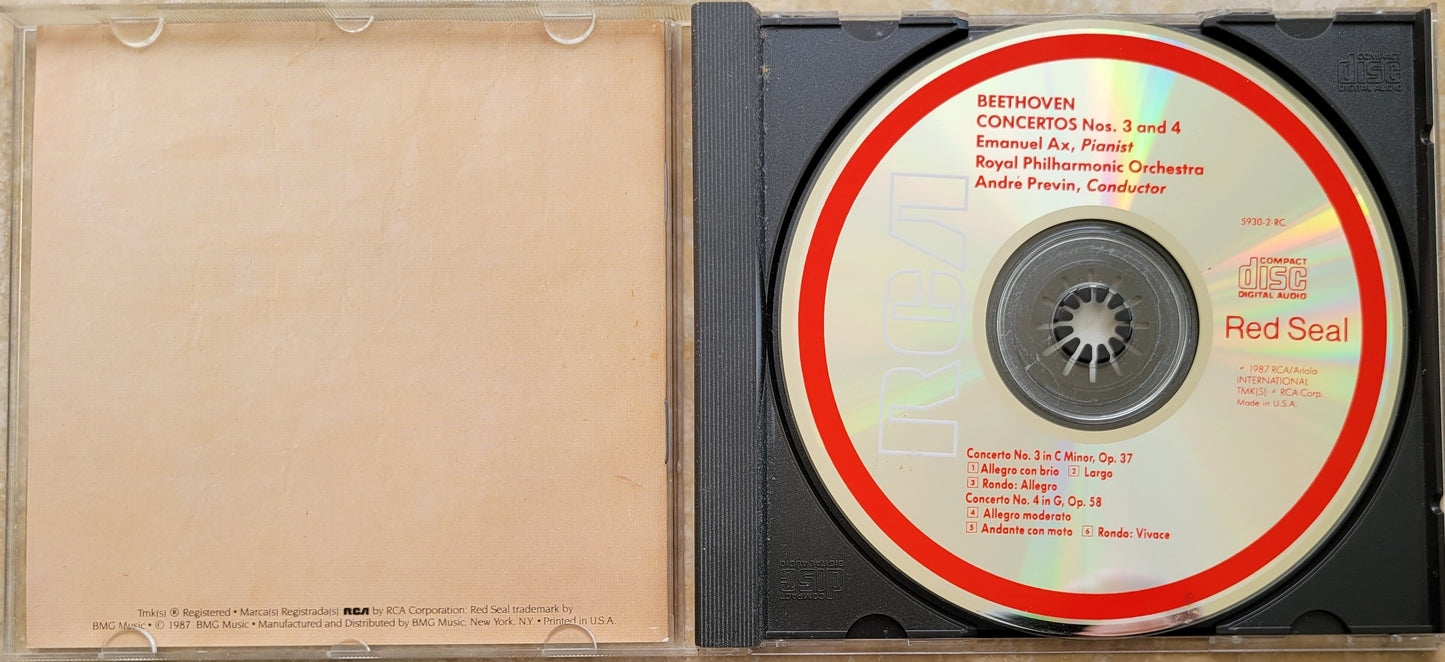 Tmk(s) ® Registered • Marca(s) Registrada(s) RCA by RCA Corporation; Red Seal trademark by
BMG Music • © 1987 BMG Music • Manufactured and Distributed by BMG Music, New York, N.Y. • Printed in U.S.A.
BEETHOVEN
CONCERTOS Nos. 3 and 4
Emanuel Ax, Pianist
Royal Philharmonic Orchestra
André Previn, Conductor
RCA
5930-2-RC
COMPACT
disc
DIGITAL AUDIO
Red Seal
• 1987 RCA/Ariola
INTERNATIONAL
TMK(S) • RCA Corp.
Made in U.S.A.
Concerto No. 3 in C Minor, Op. 37
1 Allegro con brio 2 Largo
3 Rondo: Allegro
Concerto No. 4 in G, Op. 58
4 Allegro moderato
5 Andante con moto 6 Rondo: Vivace
COMPACT
disc
DIGITAL AUDIO
COMPACT
disc
DIGITAL AUDIO